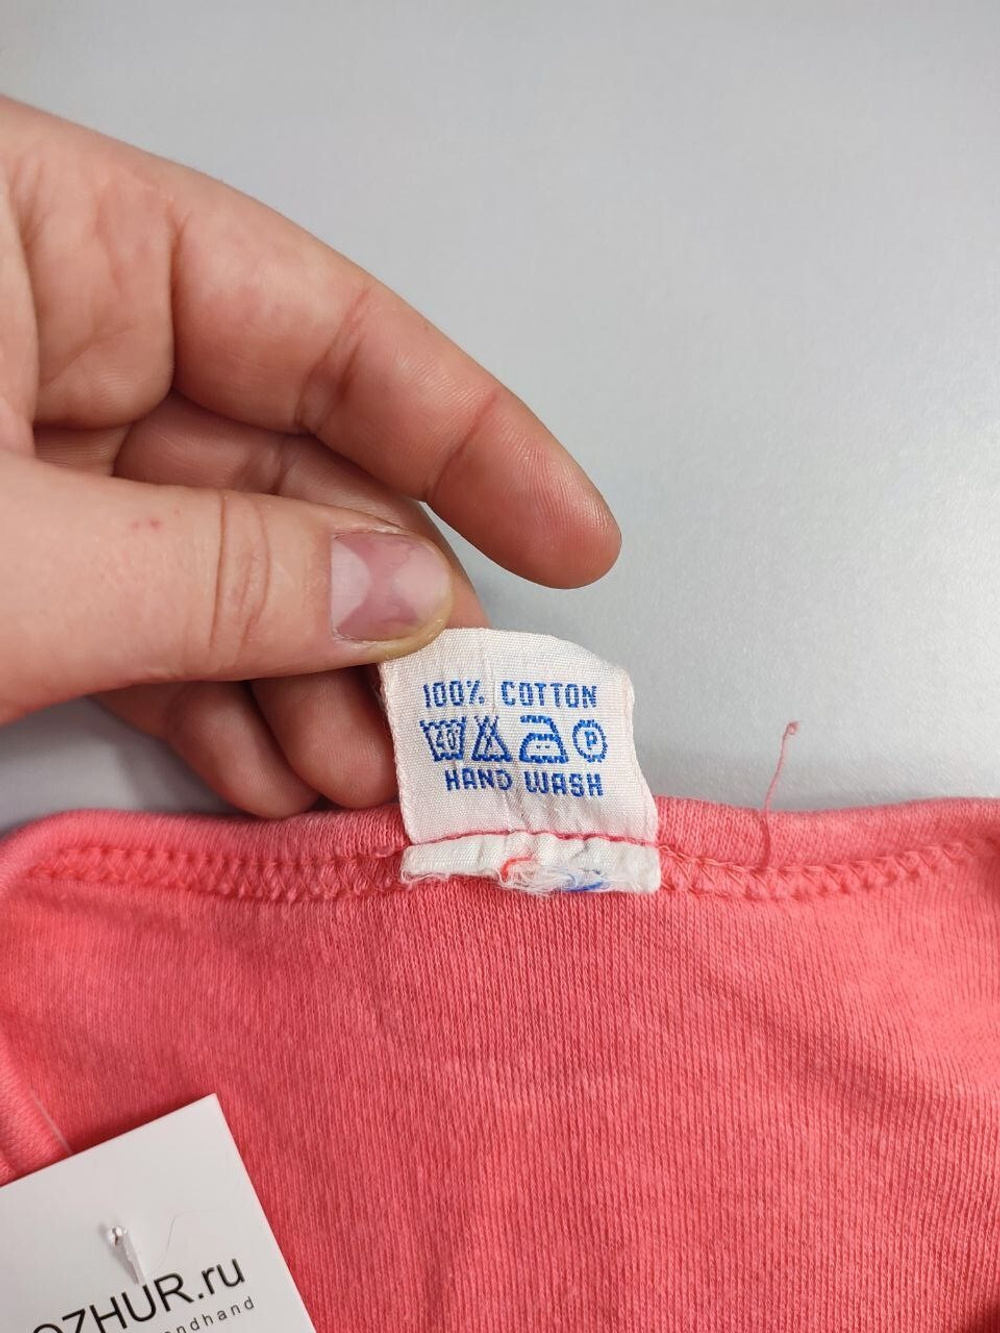 100% COTTON
40° P
HAND WASH
OZHUR.ru
ndhand